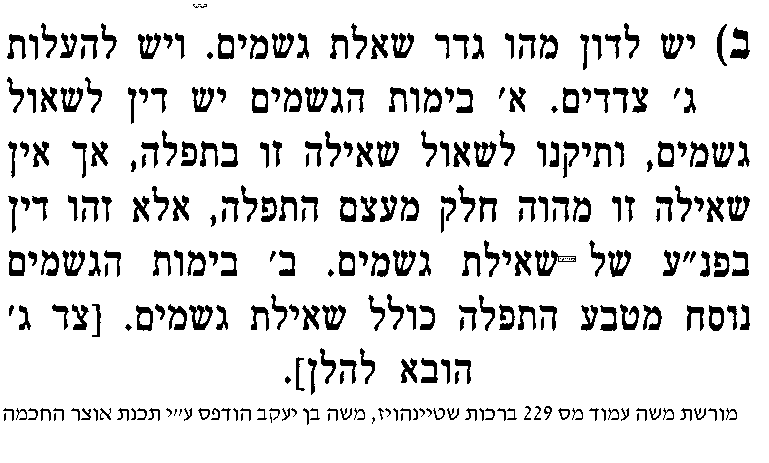 ב) יש לדון מהו גדר שאלת גשמים. ויש להעלות
ג׳ צדדים. א׳ בימות הגשמים יש דין לשאול
גשמים, ותיקנו לשאול שאילה זו בתפלה, אך אין
שאילה זו מהוה חלק מעצם התפלה, אלא זהו דין
בפנ״ע של שאילת גשמים. ב׳ בימות הגשמים
נוסח מטבע התפלה כולל שאילת גשמים. [צד ג׳
הובא להלן].
מורשת משה עמוד מס 229 ברכות שטיינהויז, משה בן יעקב הודפס ע״י תכנת אוצר החכמה